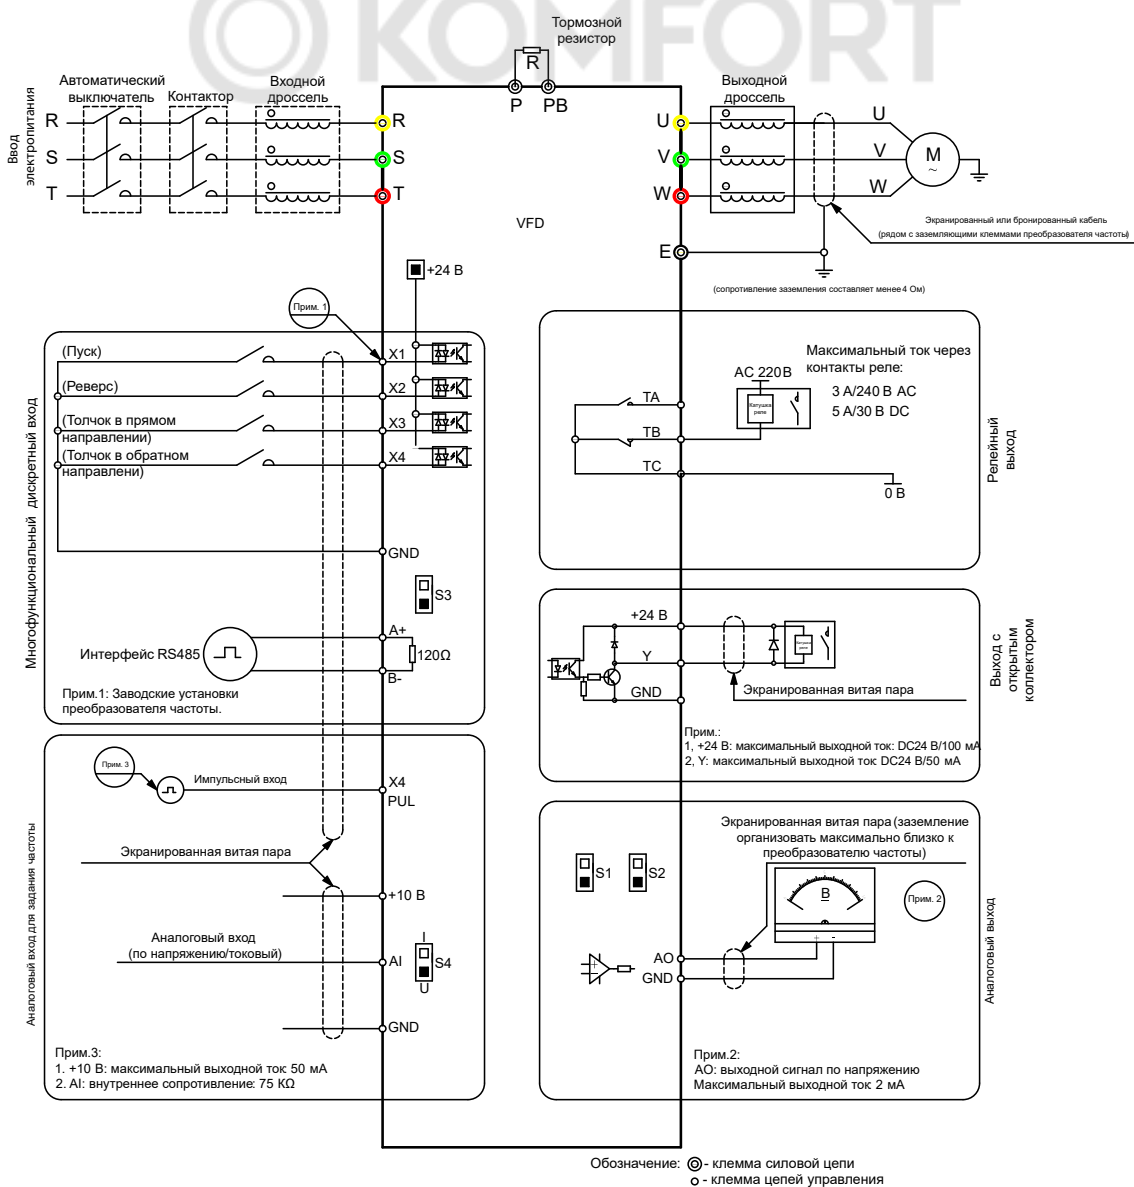 KOMFORT
Тормозной
резистор
R
P
PB
Автоматический
выключатель
Контактор
Входной
дроссель
Выходной
дроссель
Ввод
электропитания
R
S
T
R
S
T
U
V
W
U
V
W
M
~
VFD
E
Экранированный или бронированный кабель
(рядом с заземляющими клеммами преобразователя частоты)
(сопротивление заземления составляет менее 4 Ом)
+24 В
Прим. 1
Многофункциональный дискретный вход
(Пуск)
X1
(Реверс)
X2
(Толчок в прямом
направлении)
X3
(Толчок в обратном
направлени)
X4
GND
S3
Интерфейс RS485
A+
120Ω
B-
Прим.1: Заводские установки
преобразователя частоты.
Максимальный ток через
контакты реле:
3 А/240 В AC
5 А/30 В DC
AC 220В
Катушка
реле
TA
TB
TC
0 В
Релейный
выход
+24 В
Y
GND
Катушка
реле
Экранированная витая пара
Прим.:
1, +24 В: максимальный выходной ток: DC24 В/100 мА
2, Y: максимальный выходной ток: DC24 В/50 мА
Выход с
открытым
коллектором
Аналоговый вход для задания частоты
Прим. 3
Импульсный вход
X4
PUL
Экранированная витая пара
+10 В
Аналоговый вход
(по напряжению/токовый)
AI
I
S4
U
GND
Прим.3:
1. +10 В: максимальный выходной ток: 50 мА
2. AI: внутреннее сопротивление: 75 КΩ
Экранированная витая пара (заземление
организовать максимально близко к
преобразователю частоты)
S1
S2
В
+ -
Прим. 2
AO
GND
Аналоговый выход
Прим.2:
AO: выходной сигнал по напряжению
Максимальный выходной ток: 2 мА
Обозначение:
- клемма силовой цепи
- клемма цепей управления